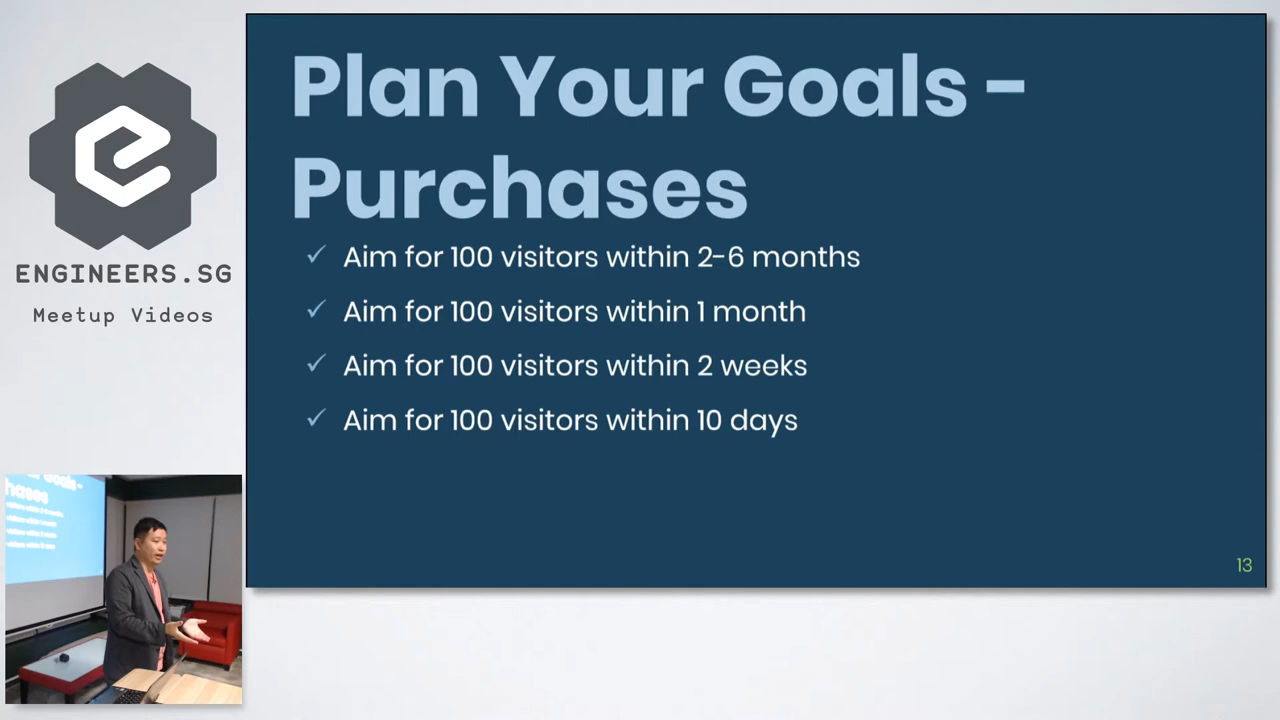 Plan Your Goals -
Purchases
✓ Aim for 100 visitors within 2-6 months
✓ Aim for 100 visitors within 1 month
✓ Aim for 100 visitors within 2 weeks
✓ Aim for 100 visitors within 10 days
13
ENGINEERS.SG
Meetup Videos